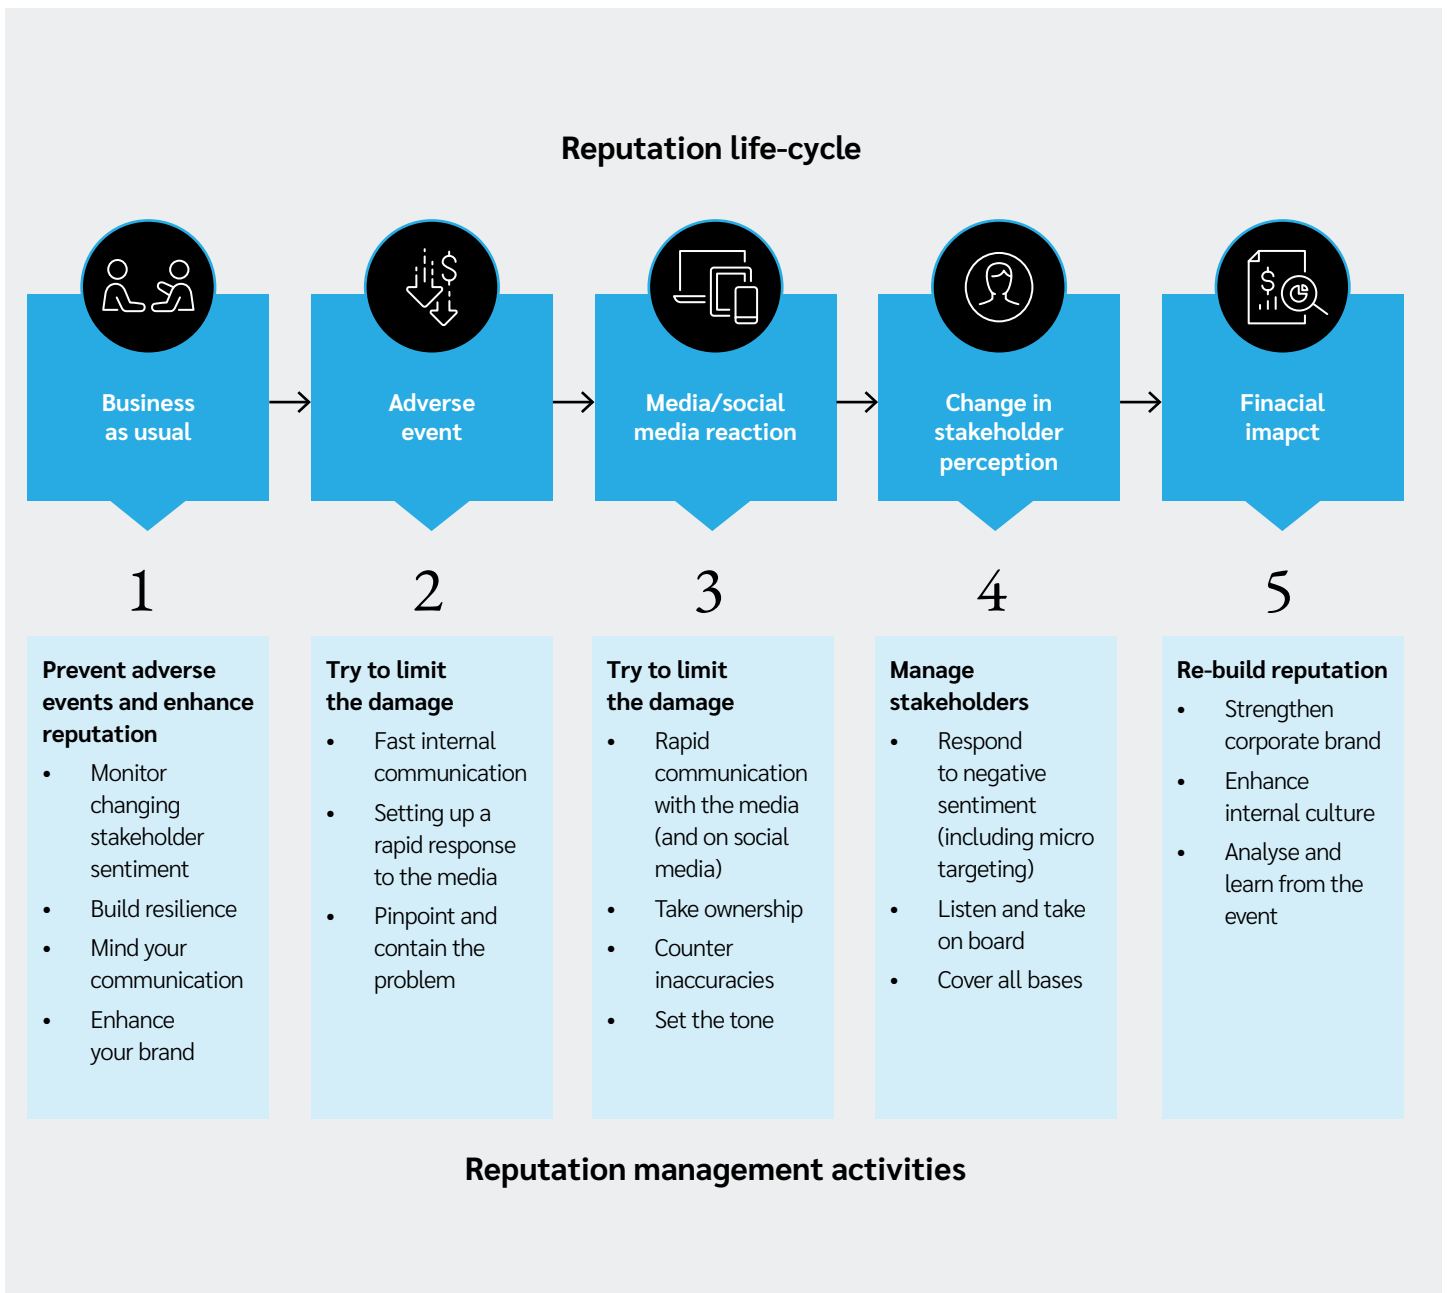 Reputation life-cycle
$
$
Business
as usual
Adverse
event
Media/social
media reaction
Change in
stakeholder
perception
Finacial
imapct
1
2
3
4
5
Prevent adverse
events and enhance
reputation
• Monitor
changing
stakeholder
sentiment
• Build resilience
• Mind your
communication
• Enhance
your brand
Try to limit
the damage
• Fast internal
communication
• Setting up a
rapid response
to the media
• Pinpoint and
contain the
problem
Try to limit
the damage
• Rapid
communication
with the media
(and on social
media)
• Take ownership
• Counter
inaccuracies
• Set the tone
Manage
stakeholders
• Respond
to negative
sentiment
(including micro
targeting)
• Listen and take
on board
• Cover all bases
Re-build reputation
• Strengthen
corporate brand
• Enhance
internal culture
• Analyse and
learn from the
event
Reputation management activities